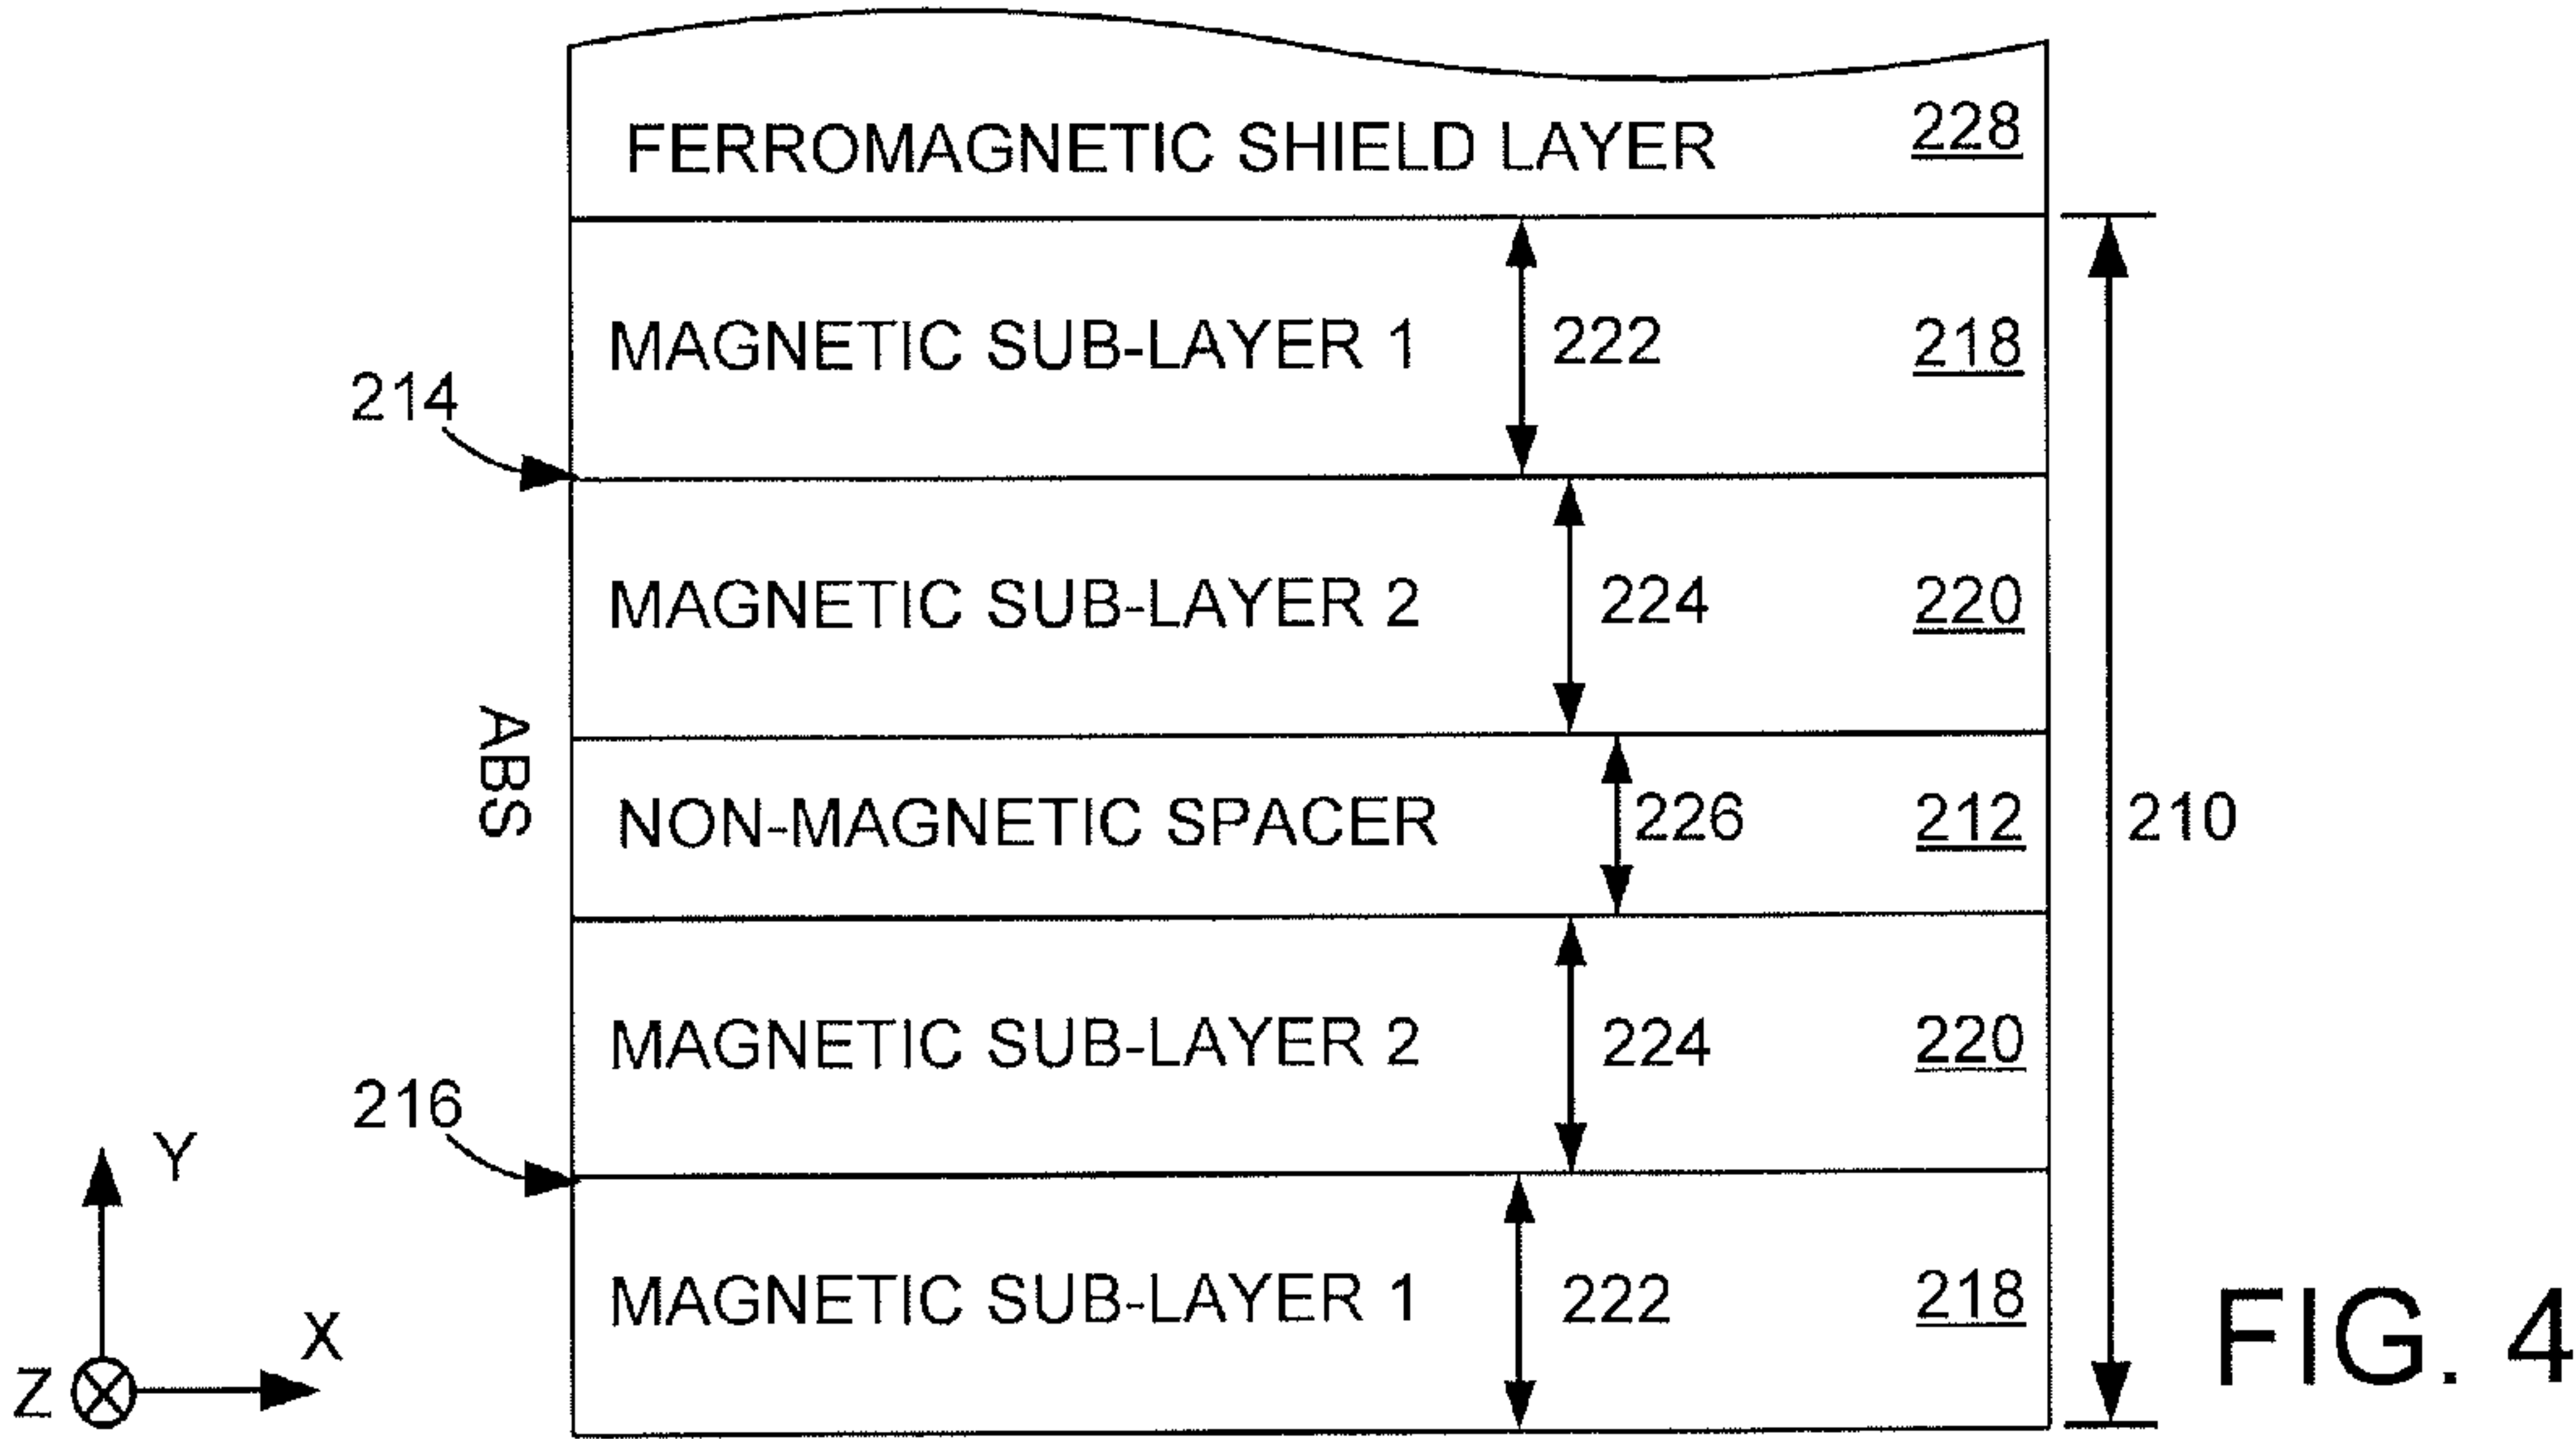 FERROMAGNETIC SHIELD LAYER 228
MAGNETIC SUB-LAYER 1 222 218
214
MAGNETIC SUB-LAYER 2 224 220
ABS
NON-MAGNETIC SPACER 226 212 210
MAGNETIC SUB-LAYER 2 224 220
216
Y
MAGNETIC SUB-LAYER 1 222 218
X
Z
FIG. 4